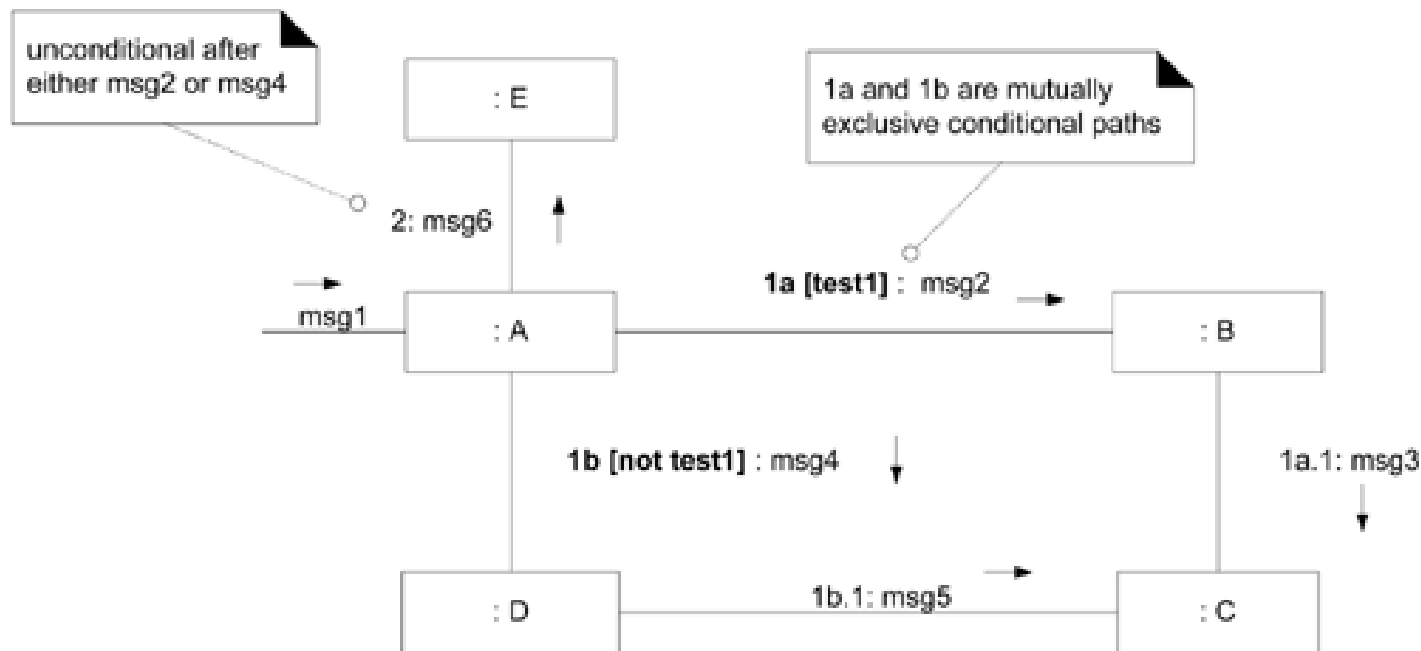 unconditional after
either msg2 or msg4
: E
1a and 1b are mutually
exclusive conditional paths
2: msg6
1a [test1] : msg2
msg1
: A
: B
1b [not test1] : msg4
1a.1: msg3
: D
1b.1: msg5
: C